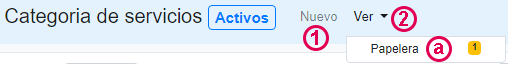 Categoria de servicios Activos Nuevo Ver
1 2
Papelera a 1